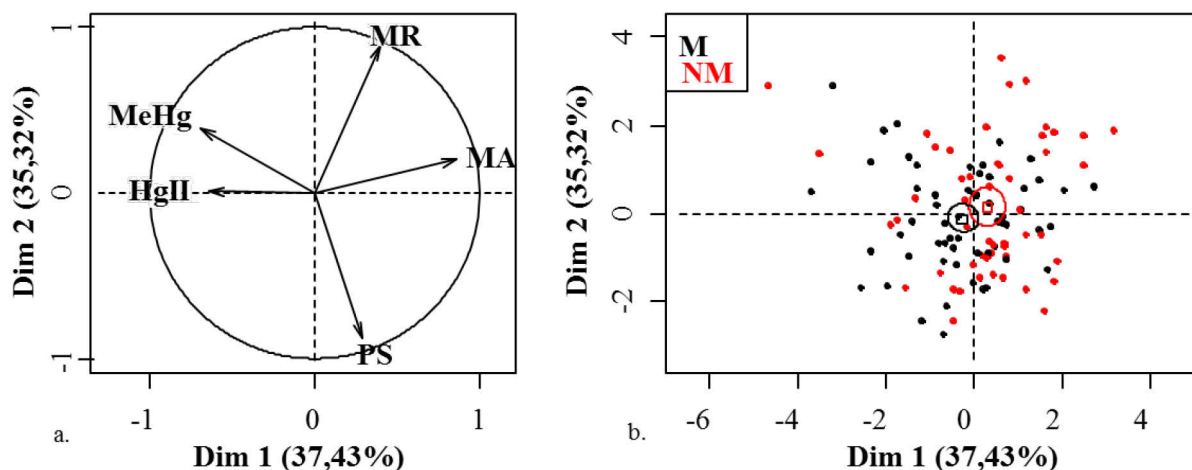 1
0
-1
Dim 2 (35,32%)
MR
MeHg
MA
HgII
PS
-1
0
1
a.
Dim 1 (37,43%)
4
2
0
-2
Dim 2 (35,32%)
M
NM
-6
-4
-2
0
2
4
b.
Dim 1 (37,43%)